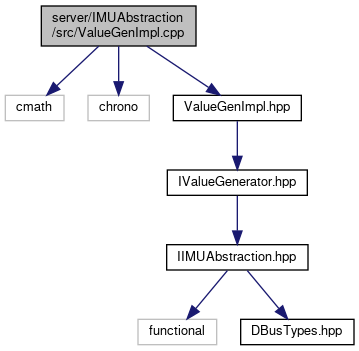 server/IMUAbstraction
/src/ValueGenImpl.cpp
cmath
chrono
ValueGenImpl.hpp
IValueGenerator.hpp
IIMUAbstraction.hpp
functional
DBusTypes.hpp